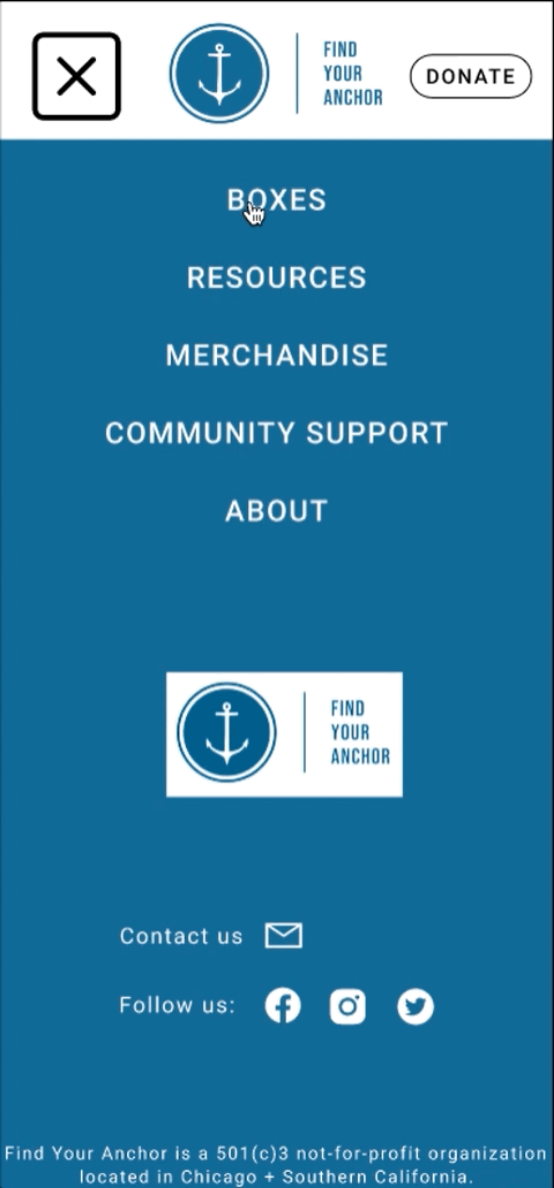 FIND
YOUR
ANCHOR
DONATE
BOXES
RESOURCES
MERCHANDISE
COMMUNITY SUPPORT
ABOUT
FIND
YOUR
ANCHOR
Contact us
Follow us:
Find Your Anchor is a 501(c)3 not-for-profit organization
located in Chicago + Southern California.